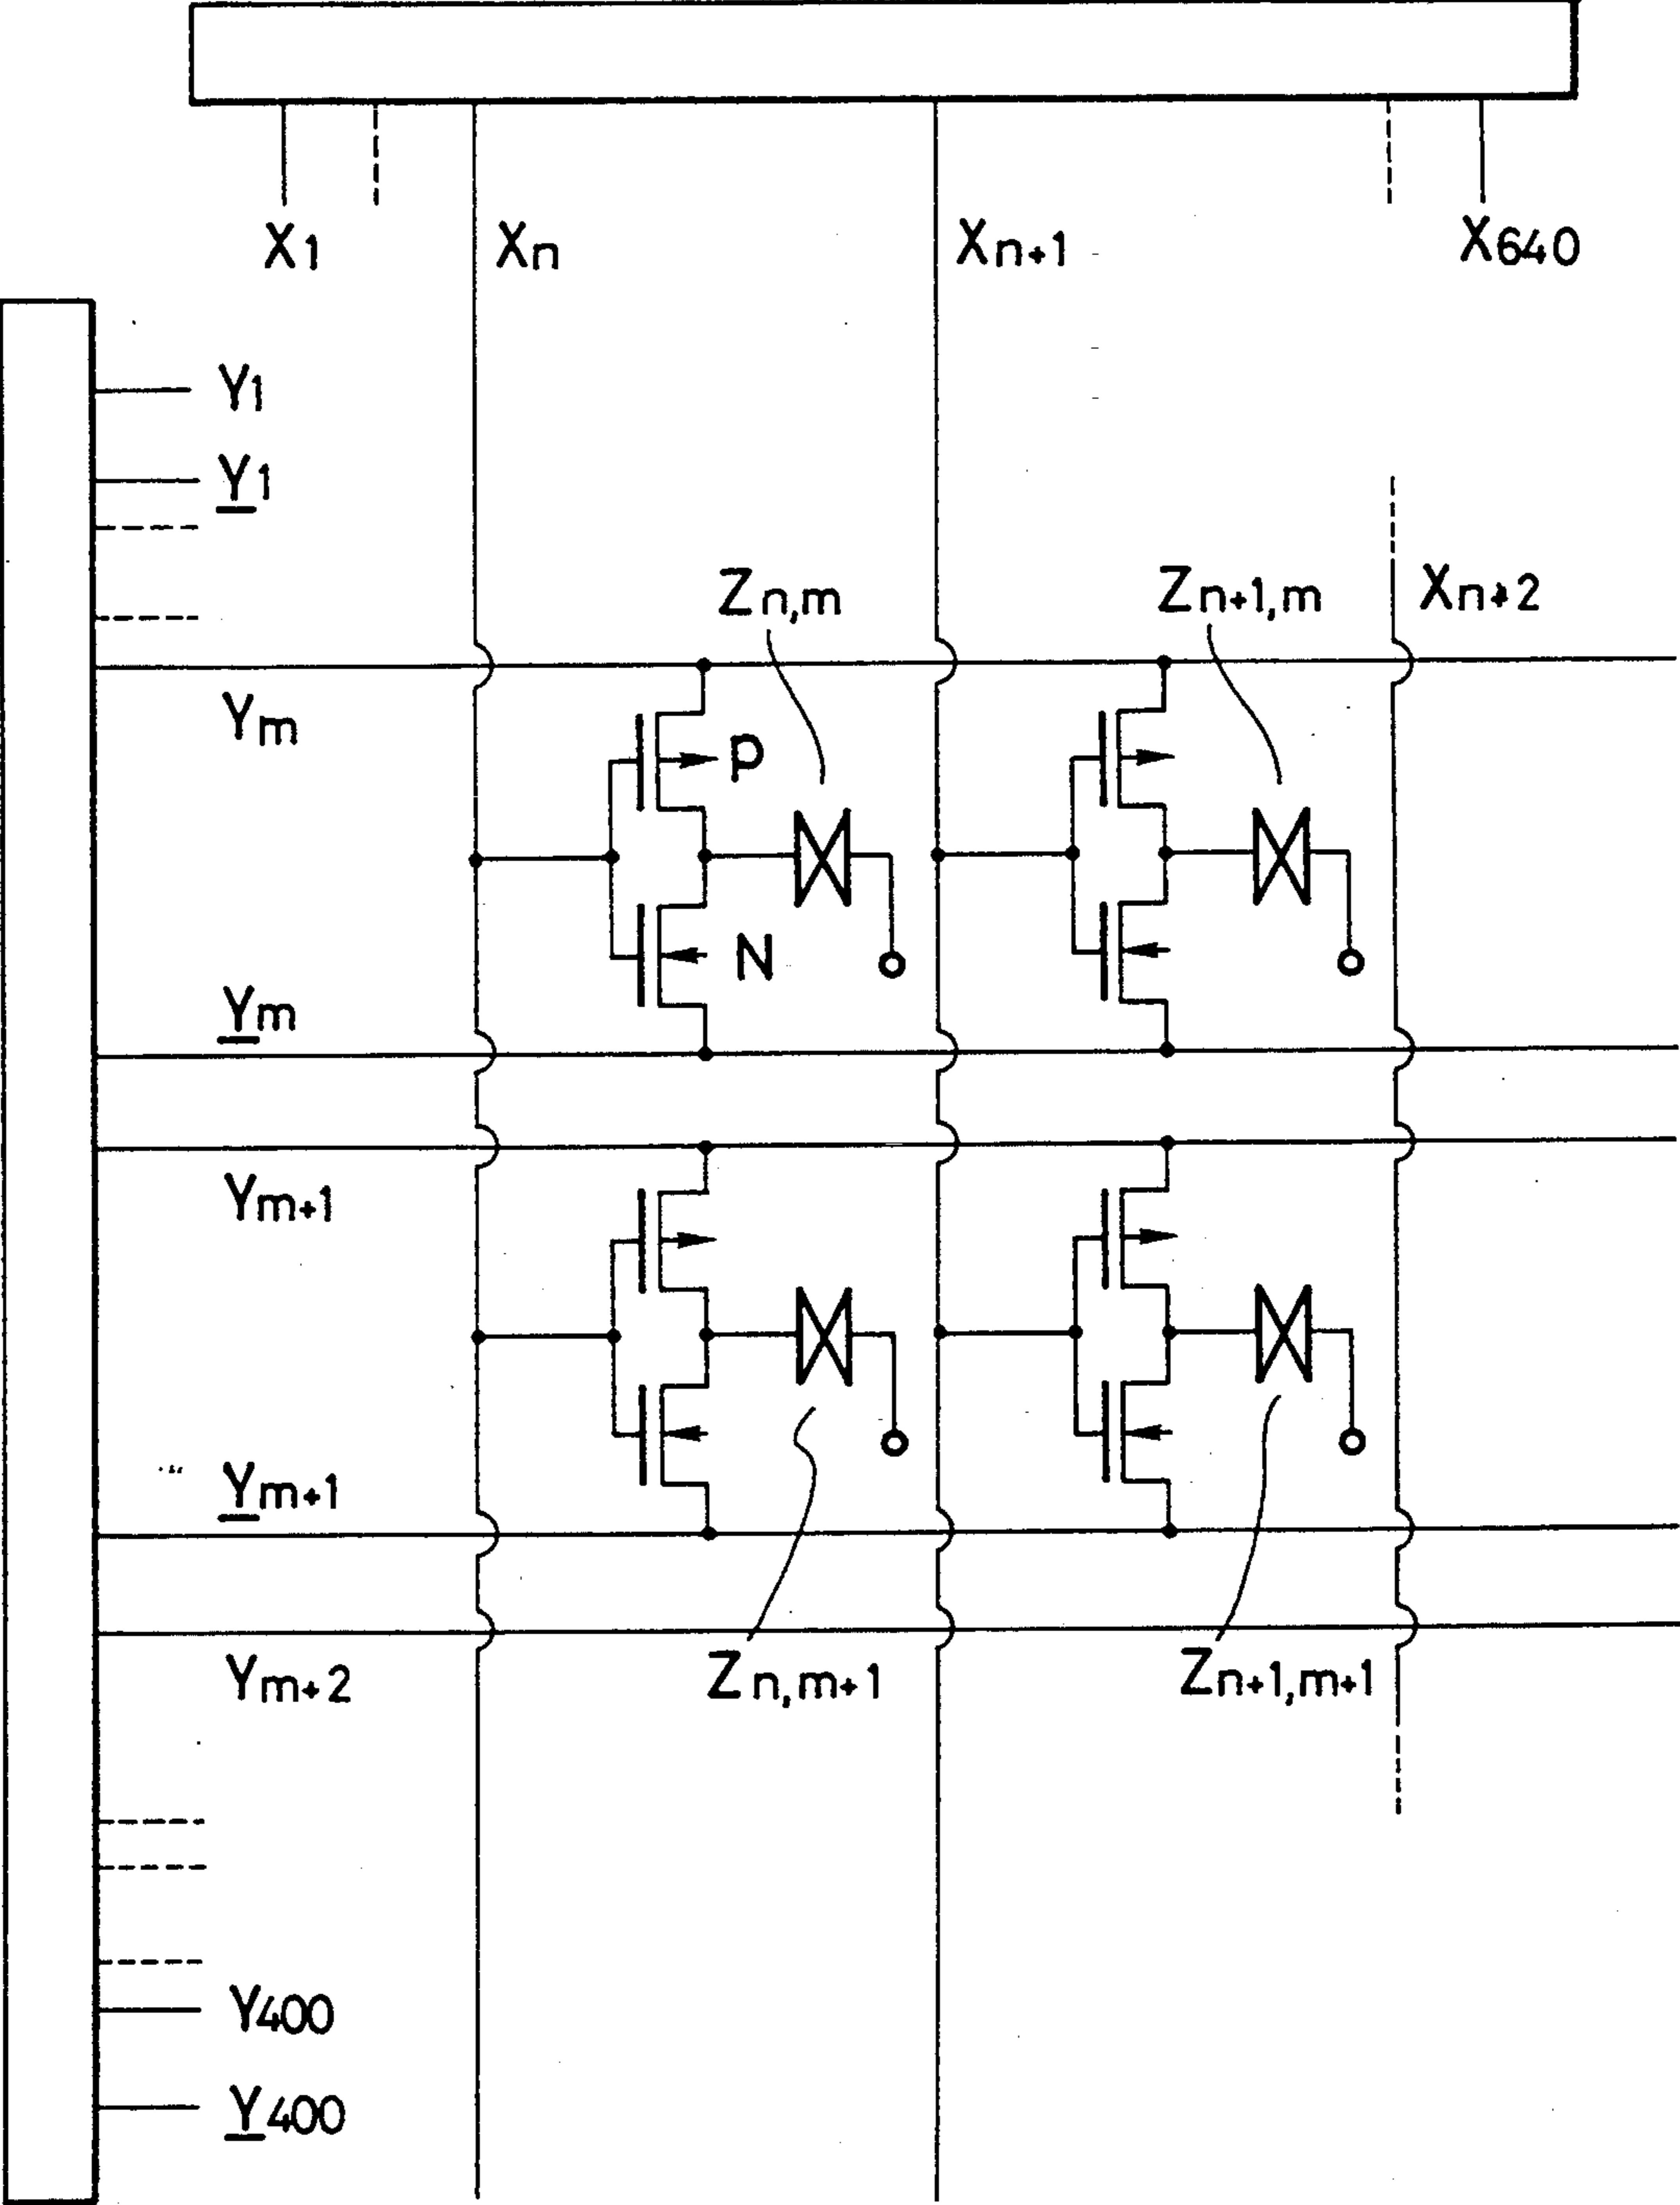 X1 Xn Xn+1 X640
Y1
Y1
Zn,m Zn+1,m Xn+2
Ym
P
N
Ym
Ym+1
Ym+1
Zn,m+1 Zn+1,m+1
Ym+2
Y400
Y400